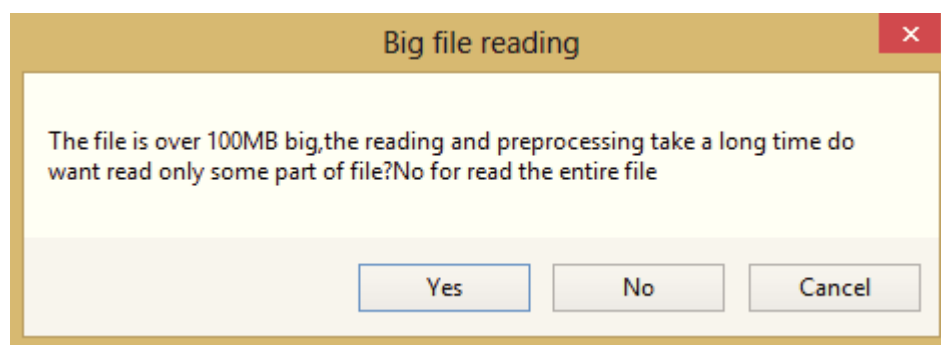 Big file reading
The file is over 100MB big,the reading and preprocessing take a long time do
want read only some part of file?No for read the entire file
Yes No Cancel